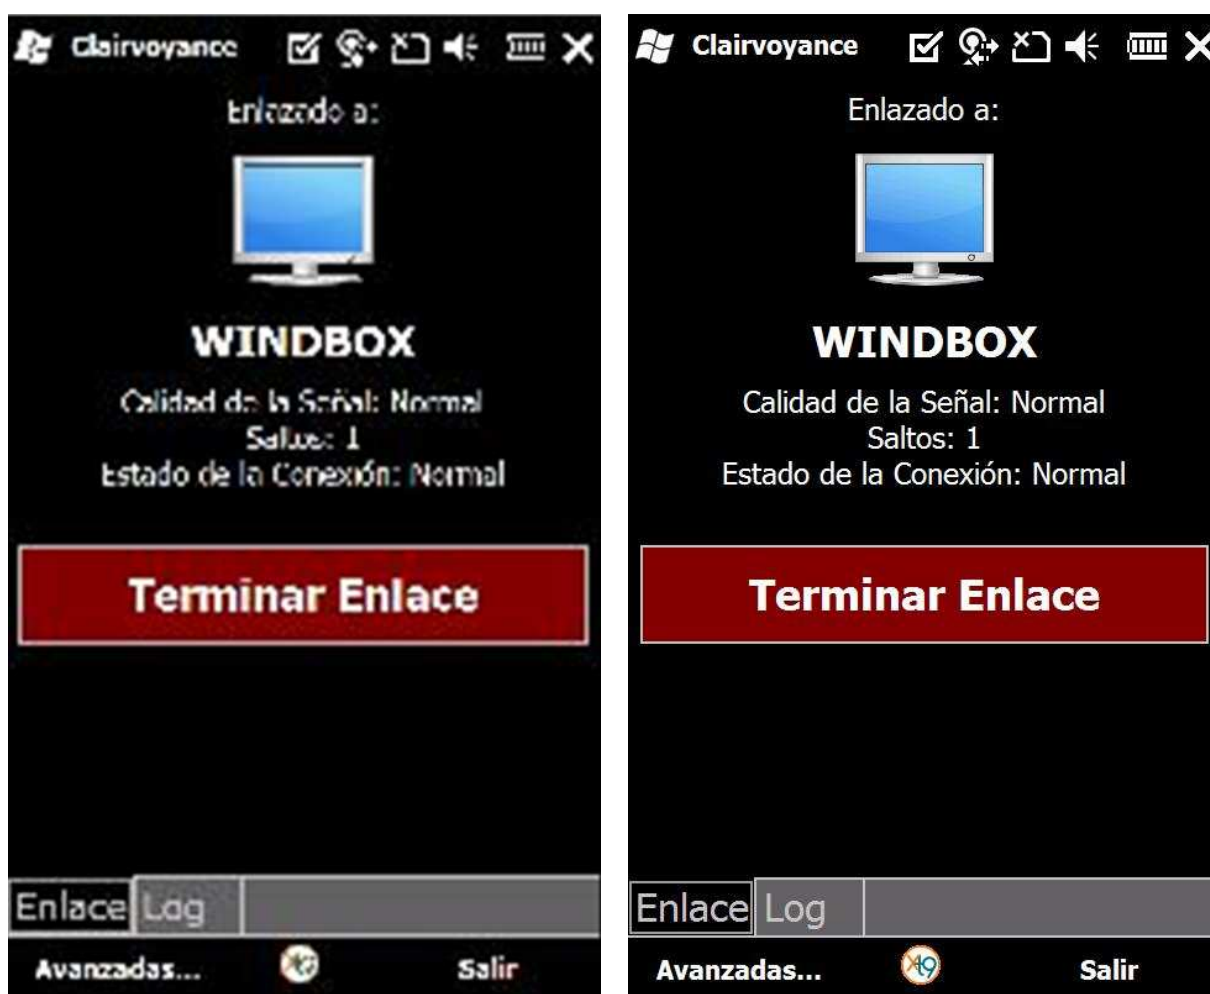 Clairvoyance
Enlazado a:
WINDBOX
Calidad de la Señal: Normal
Saltos: 1
Estado de la Conexión: Normal
Terminar Enlace
Enlace Log
Avanzadas... Salir
Clairvoyance
Enlazado a:
WINDBOX
Calidad de la Señal: Normal
Saltos: 1
Estado de la Conexión: Normal
Terminar Enlace
Enlace Log
Avanzadas... Salir